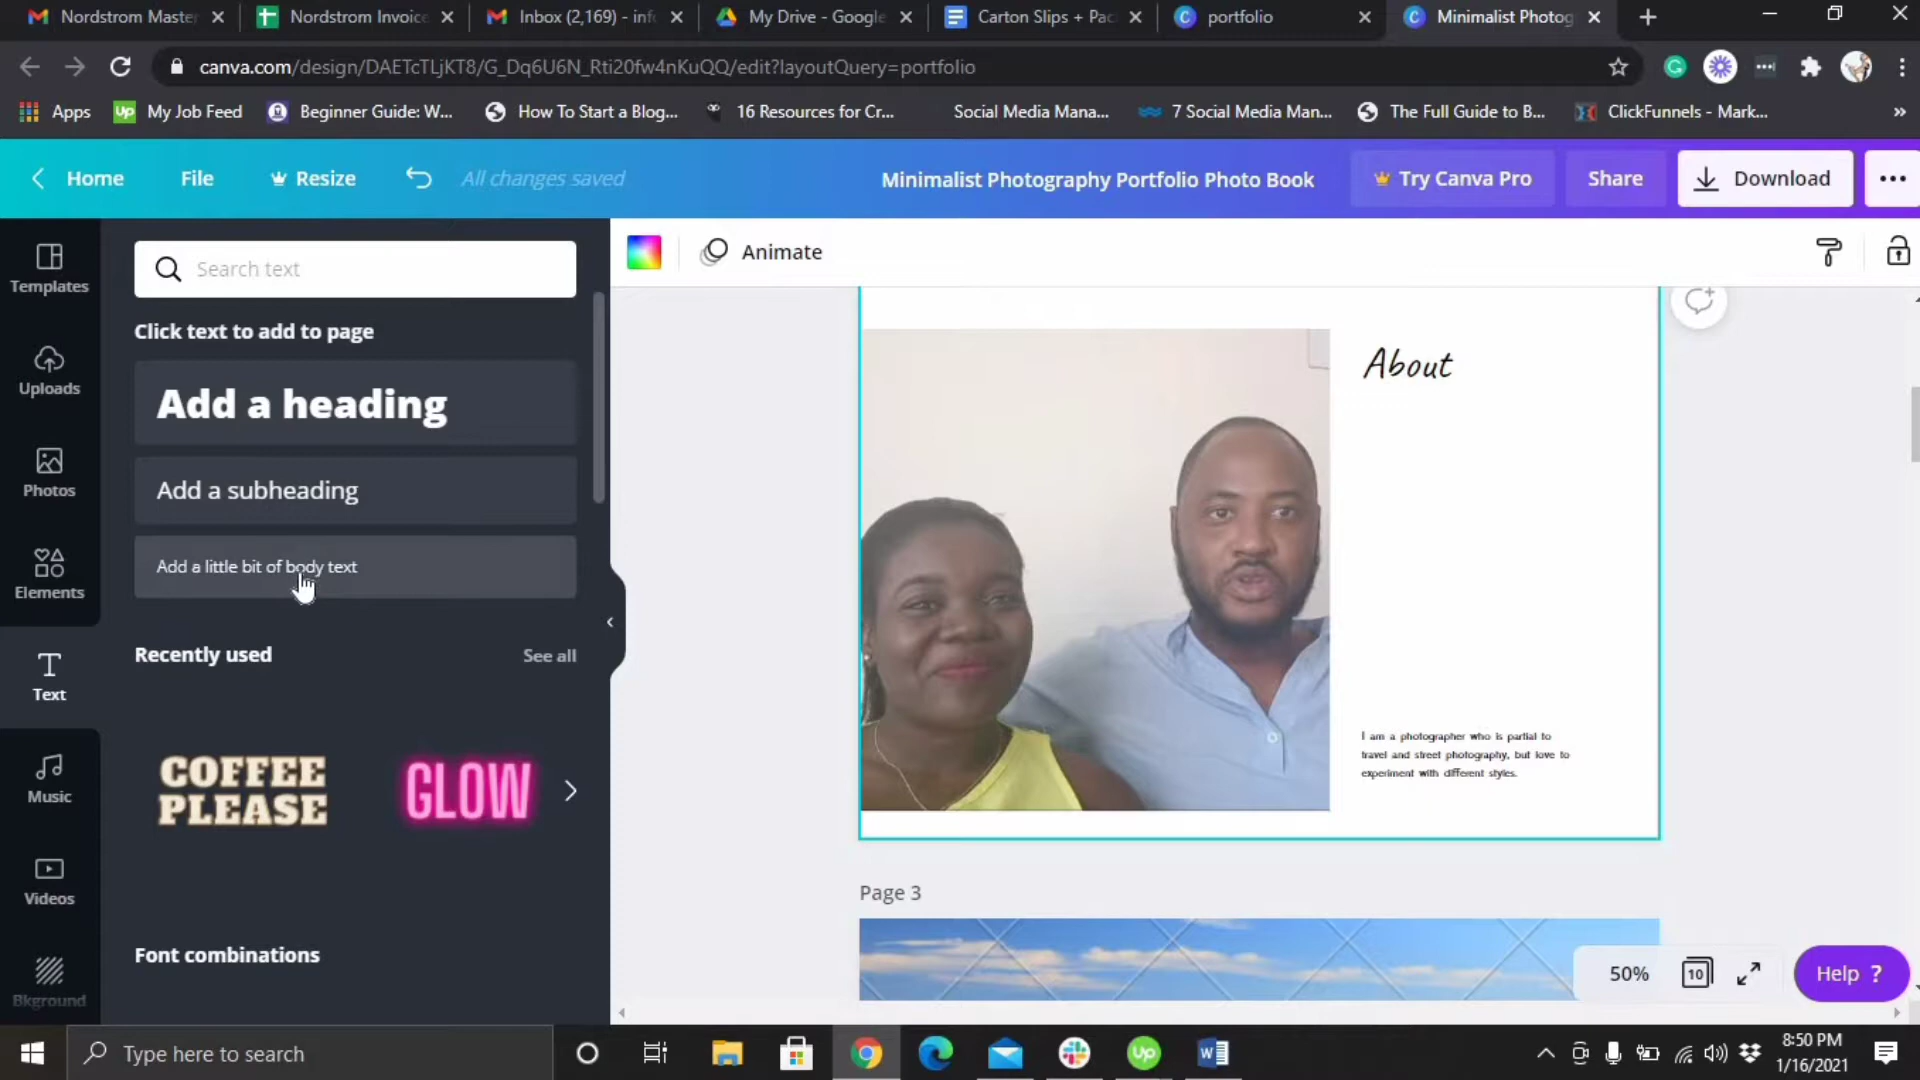 Nordstrom Master
Nordstrom Invoice
Inbox (2,169) - inf
My Drive - Google
Carton Slips + Pac
portfolio
Minimalist Photog
canva.com/design/DAETcTLjKT8/G_Dq6U6N_Rti20fw4nKuQQ/edit?layoutQuery=portfolio
Apps
My Job Feed
Beginner Guide: W...
How To Start a Blog...
16 Resources for Cr...
Social Media Mana...
7 Social Media Man...
The Full Guide to B...
ClickFunnels - Mark...
Home
File
Resize
All changes saved
Minimalist Photography Portfolio Photo Book
Try Canva Pro
Share
Download
Templates
Uploads
Photos
Elements
Text
Music
Videos
Bkground
Search text
Click text to add to page
Add a heading
Add a subheading
Add a little bit of body text
Recently used
See all
COFFEE
PLEASE
GLOW
Font combinations
Animate
About
I am a photographer who is partial to
travel and street photography, but love to
experiment with different styles.
Page 3
50%
10
Help ?
Type here to search
8:50 PM
1/16/2021